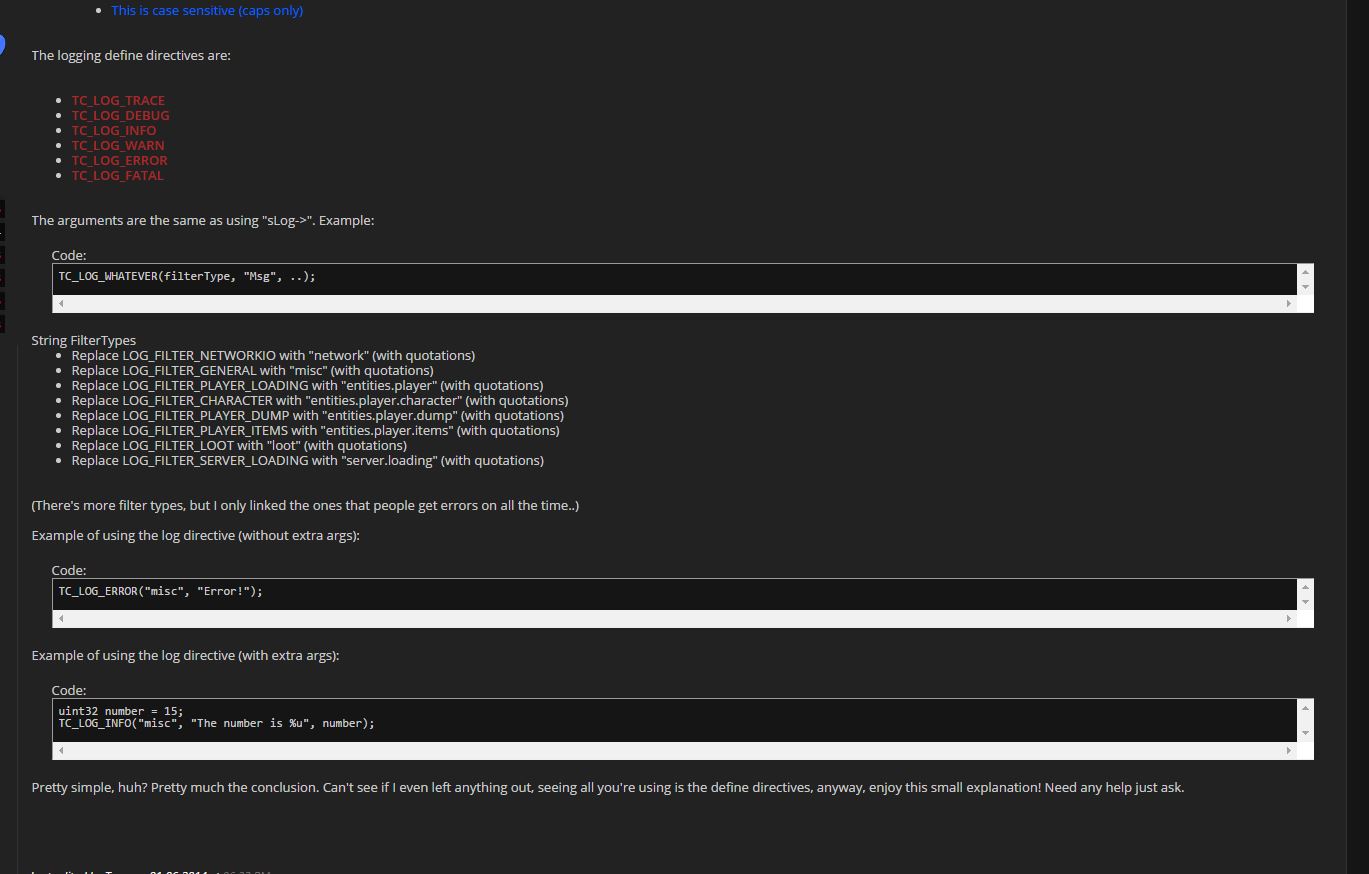 This is case sensitive (caps only)
The logging define directives are:
TC_LOG_TRACE
TC_LOG_DEBUG
TC_LOG_INFO
TC_LOG_WARN
TC_LOG_ERROR
TC_LOG_FATAL
The arguments are the same as using "sLog->". Example:
Code:
TC_LOG_WHATEVER(filterType, "Msg", ..);
String FilterTypes
Replace LOG_FILTER_NETWORKIO with "network" (with quotations)
Replace LOG_FILTER_GENERAL with "misc" (with quotations)
Replace LOG_FILTER_PLAYER_LOADING with "entities.player" (with quotations)
Replace LOG_FILTER_CHARACTER with "entities.player.character" (with quotations)
Replace LOG_FILTER_PLAYER_DUMP with "entities.player.dump" (with quotations)
Replace LOG_FILTER_PLAYER_ITEMS with "entities.player.items" (with quotations)
Replace LOG_FILTER_LOOT with "loot" (with quotations)
Replace LOG_FILTER_SERVER_LOADING with "server.loading" (with quotations)
(There's more filter types, but I only linked the ones that people get errors on all the time..)
Example of using the log directive (without extra args):
Code:
TC_LOG_ERROR("misc", "Error!");
Example of using the log directive (with extra args):
Code:
uint32 number = 15;
TC_LOG_INFO("misc", "The number is %u", number);
Pretty simple, huh? Pretty much the conclusion. Can't see if I even left anything out, seeing all you're using is the define directives, anyway, enjoy this small explanation! Need any help just ask.